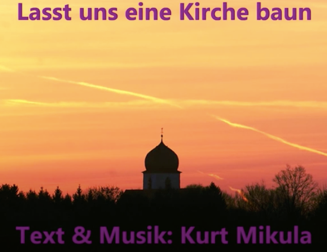 Lasst uns eine Kirche baun
Text & Musik: Kurt Mikula